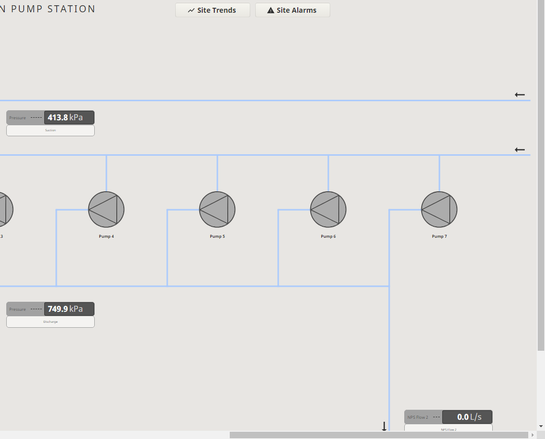 N PUMP STATION
Site Trends
Site Alarms
Pressure 413.8 kPa
Suction
3
Pump 4
Pump 5
Pump 6
Pump 7
Pressure 749.9 kPa
Discharge
0.0 L/s